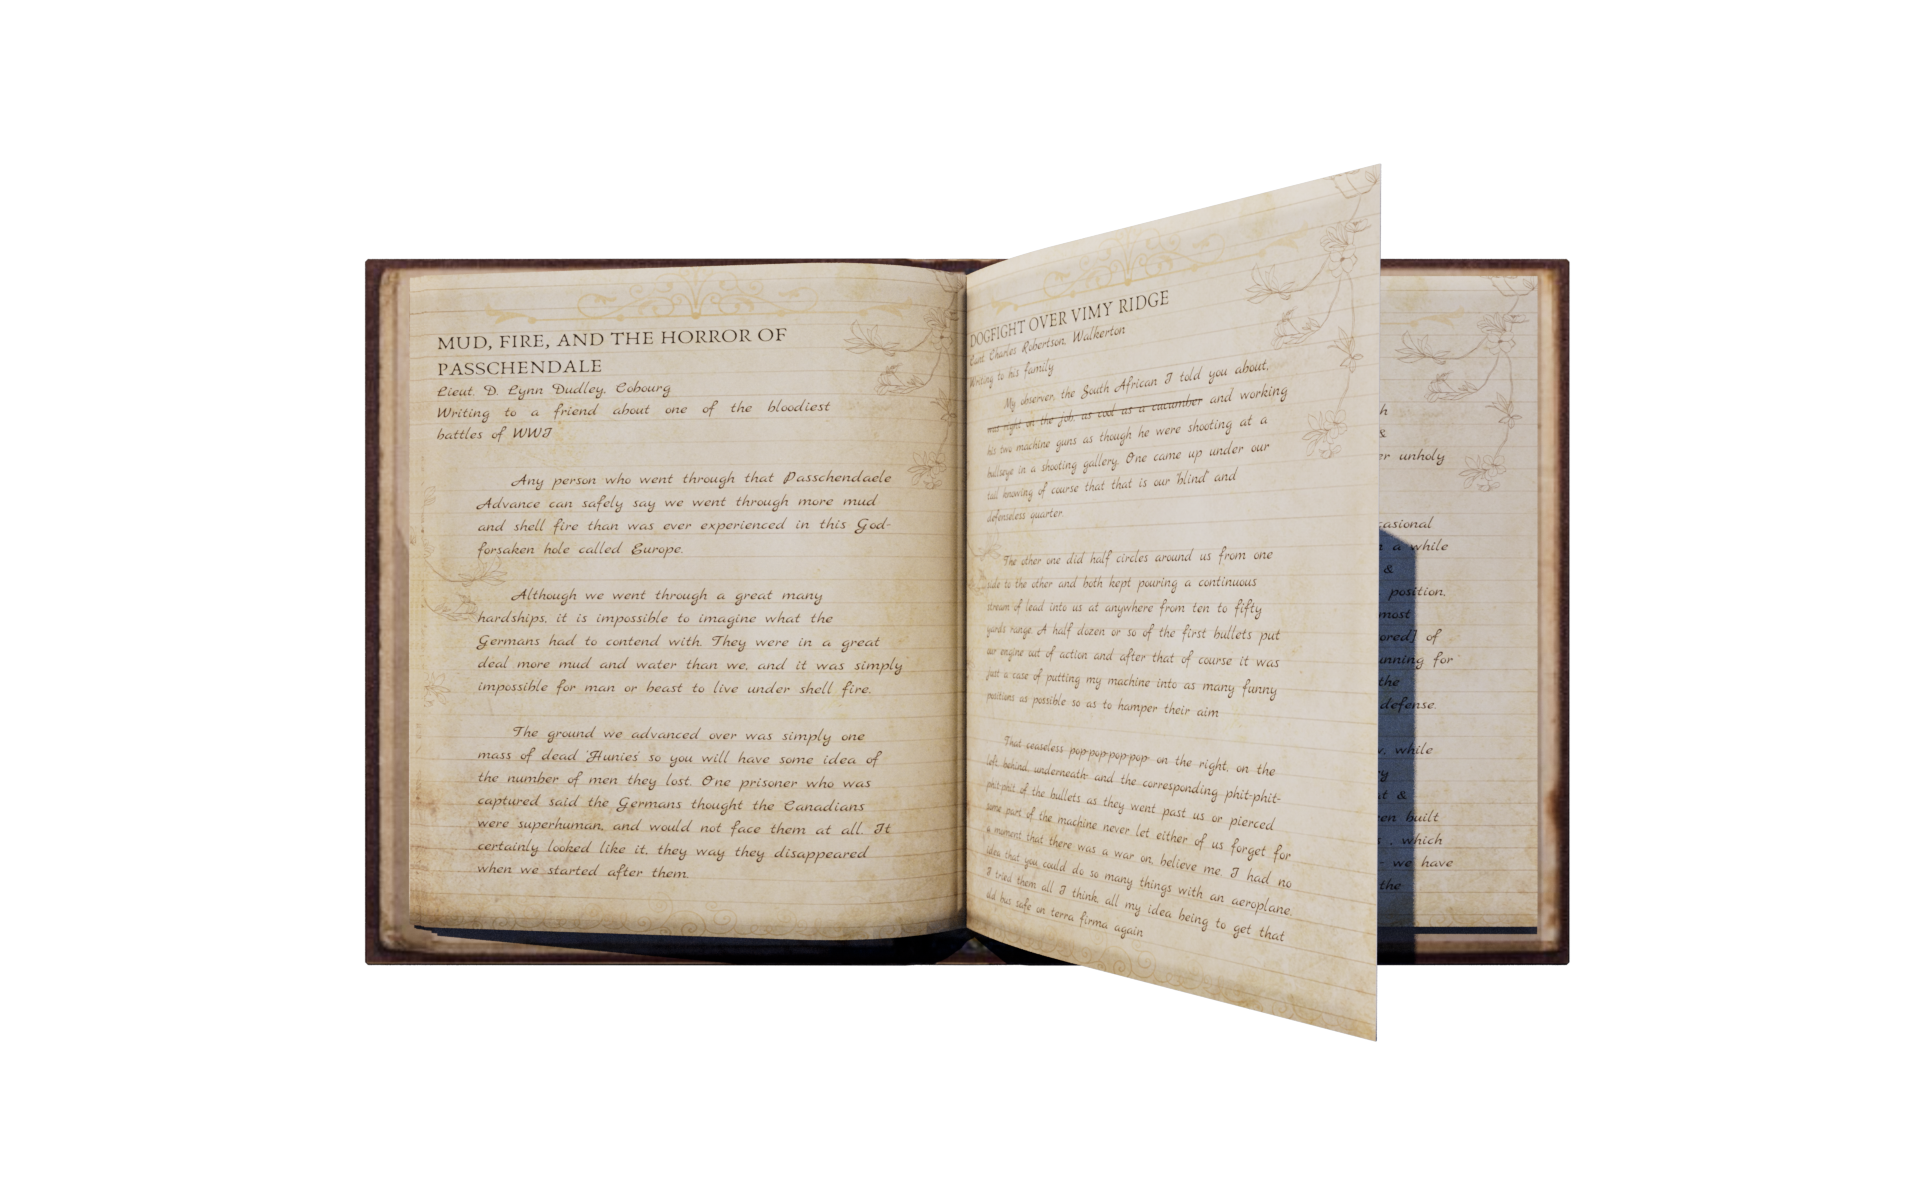 MUD, FIRE, AND THE HORROR OF
PASSCHENDALE
Lieut. D. Lynn Dudley, Cobourg
Writing to a friend about one of the bloodiest
battles of WWI
Any person who went through that Passchendaele
Advance can safely say we went through more mud
and shell fire than was ever experienced in this God-
forsaken hole called Europe.
Although we went through a great many
hardships, it is impossible to imagine what the
Germans had to contend with. They were in a great
deal more mud and water than we, and it was simply
impossible for man or beast to live under shell fire.
The ground we advanced over was simply one
mass of dead 'Hunies' so you will have some idea of
the number of men they lost. One prisoner who was
captured said the Germans thought the Canadians
were superhuman, and would not face them at all. It
certainly looked like it, they way they disappeared
when we started after them.
DOGFIGHT OVER VIMY RIDGE
Charles Robertson, Walkerton
Writing to his family
My observer, the South African I told you about,
was right on the job, as cool as a cucumber and working
his two machine guns as though he were shooting at a
bullseye in a shooting gallery. One came up under our
tail knowing of course that that is our 'blind' and
defenseless quarter.
The other one did half circles around us from one
side to the other and both kept pouring a continuous
stream of lead into us at anywhere from ten to fifty
yards range. A half dozen or so of the first bullets put
our engine out of action and after that of course it was
just a case of putting my machine into as many funny
positions as possible so as to hamper their aim
That ceaseless pop-pop-pop-pop-pop on the right, on the
left, behind, underneath and the corresponding phit-phit-
phit-phit of the bullets as they went past us or pierced
some part of the machine never let either of us forget for
a moment that there was a war on, believe me. I had no
idea that you could do so many things with an aeroplane.
I tried them all I think, all my idea being to get that
old bus safe on terra firma again
h
&
er unholy
casional
a while
&
position.
most
ored] of
unning for
the
defense.
while
y
t &
en built
, which
- we have
the